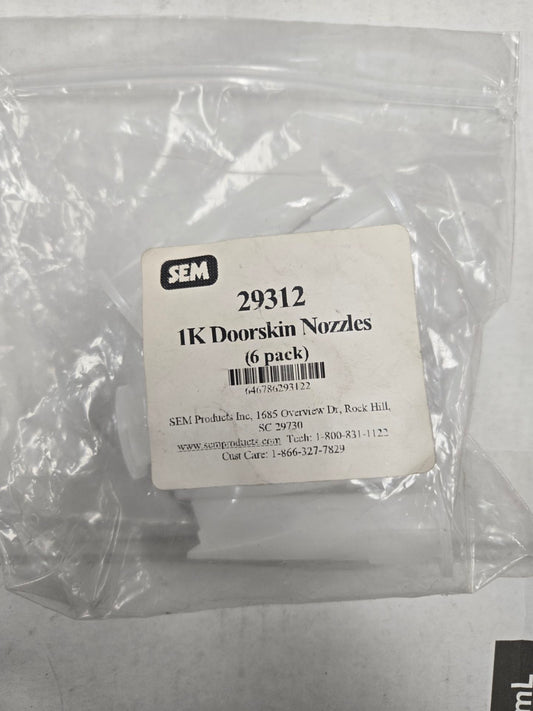 SEM
29312
1K Doorskin Nozzles
(6 pack)
646786293122
SEM Products Inc, 1685 Overview Dr, Rock Hill,
SC 29730
www.semproducts.com Tech: 1-800-831-1122
Cust Care: 1-866-327-7829
mL